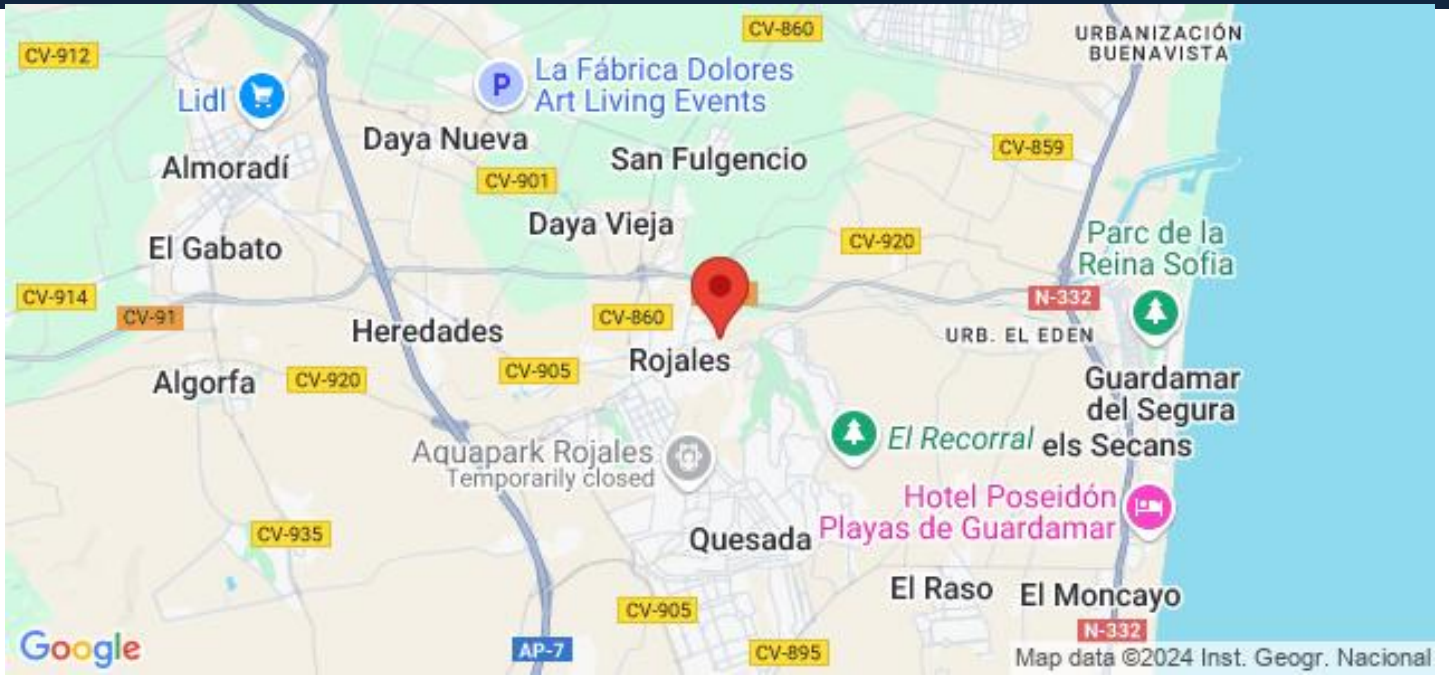 CV-912
CV-860
URBANIZACIÓN
BUENAVISTA
Lidl
P
La Fábrica Dolores
Art Living Events
Daya Nueva
CV-859
Almoradí
San Fulgencio
CV-901
Daya Vieja
El Gabato
CV-920
Parc de la
Reina Sofia
CV-914
CV-91
CV-860
N-332
Heredades
URB. EL EDEN
Rojales
CV-905
Algorfa
CV-920
Guardamar
del Segura
El Recorral
els Secans
Aquapark Rojales
Temporarily closed
Hotel Poseidón
Playas de Guardamar
CV-935
Quesada
El Raso
El Moncayo
CV-905
N-332
Google
AP-7
CV-895
Map data ©2024 Inst. Geogr. Nacional